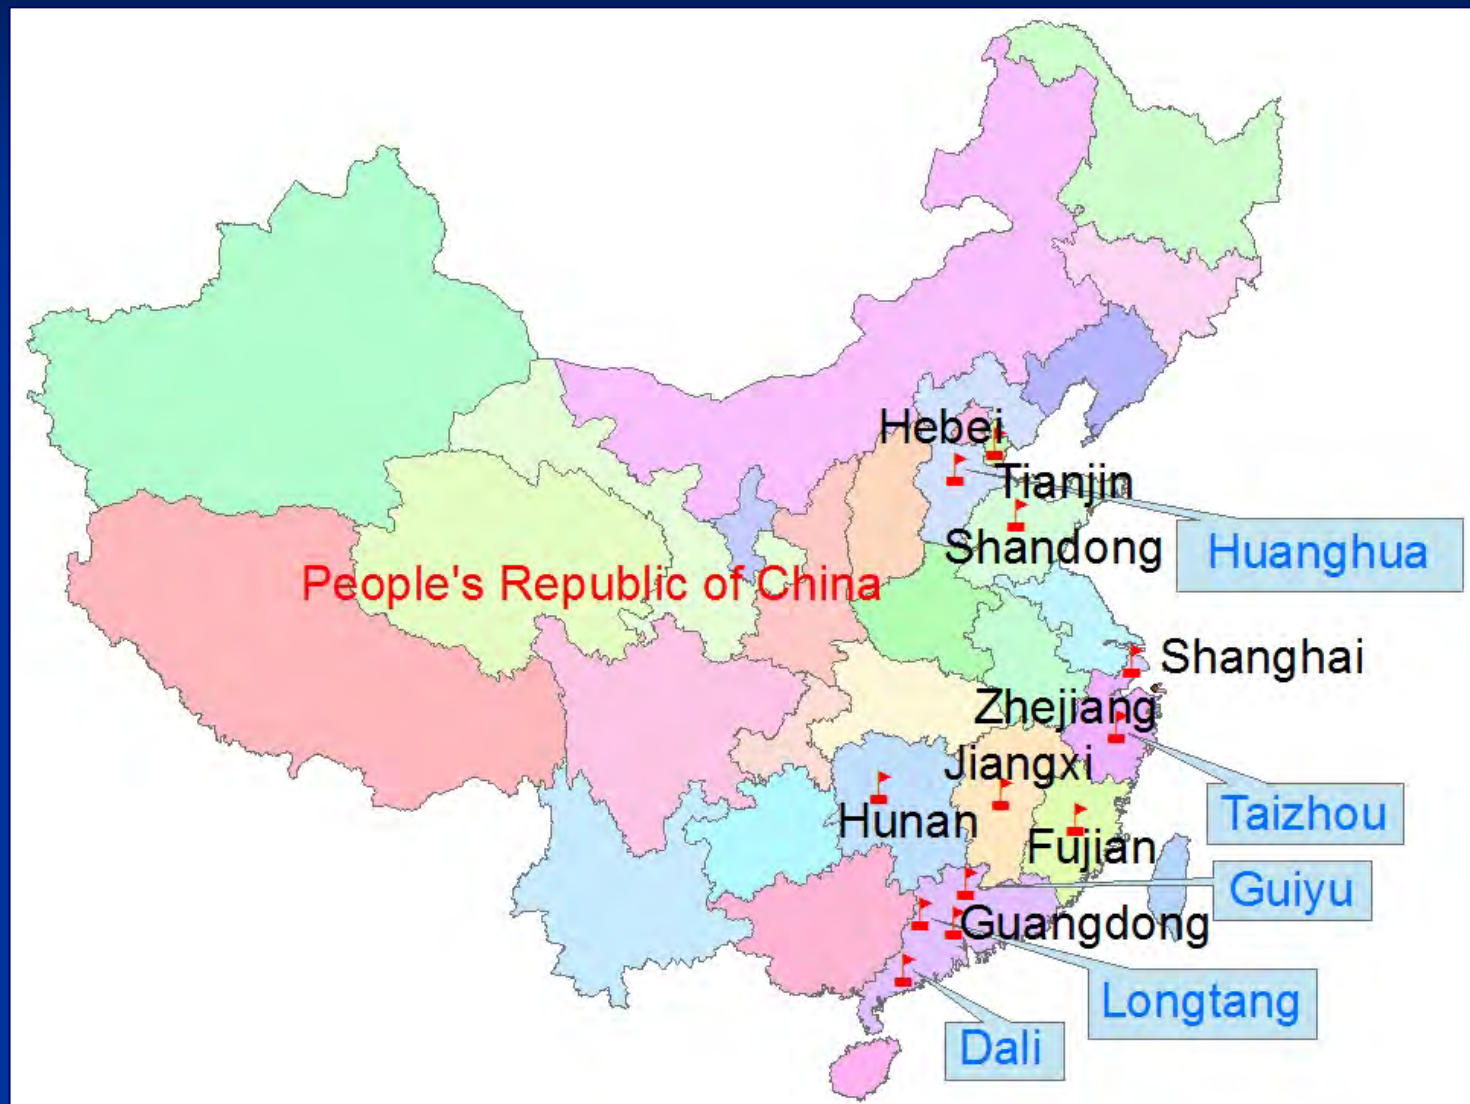 Hebei
Tianjin
Shandong
Huanghua
People's Republic of China
Shanghai
Zhejiang
Jiangxi
Taizhou
Hunan
Fujian
Guiyu
Guangdong
Longtang
Dali